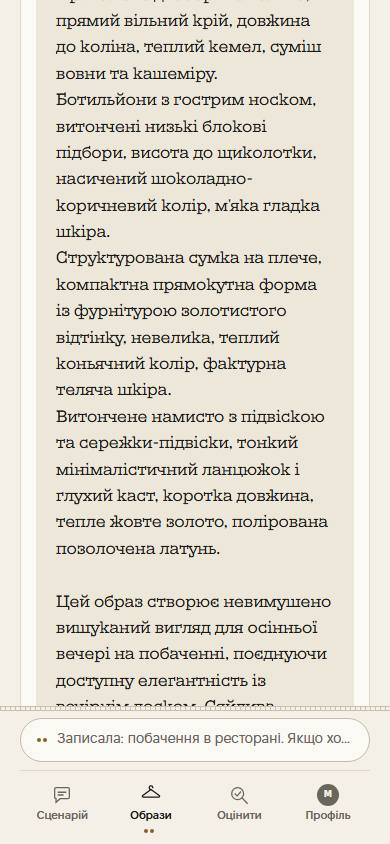 прямий вільний крій, довжина
до коліна, теплий кемел, суміш
вовни та кашеміру.
Ботильйони з гострим носком,
витончені низькі блокові
підбори, висота до щиколотки,
насичений шоколадно-
коричневий колір, м'яка гладка
шкіра.
Структурована сумка на плече,
компактна прямокутна форма
із фурнітурою золотистого
відтінку, невелика, теплий
коньячний колір, фактурна
теляча шкіра.
Витончене намисто з підвіскою
та сережки-підвіски, тонкий
мінімалістичний ланцюжок і
глухий каст, коротка довжина,
тепле жовте золото, полірована
позолочена латунь.
Цей образ створює невимушено
вишуканий вигляд для осінньої
вечері на побаченні, поєднуючи
доступну елегантність із
Записала: побачення в ресторані. Якщо хо...
Сценарій
Образи
Оцінити
М
Профіль